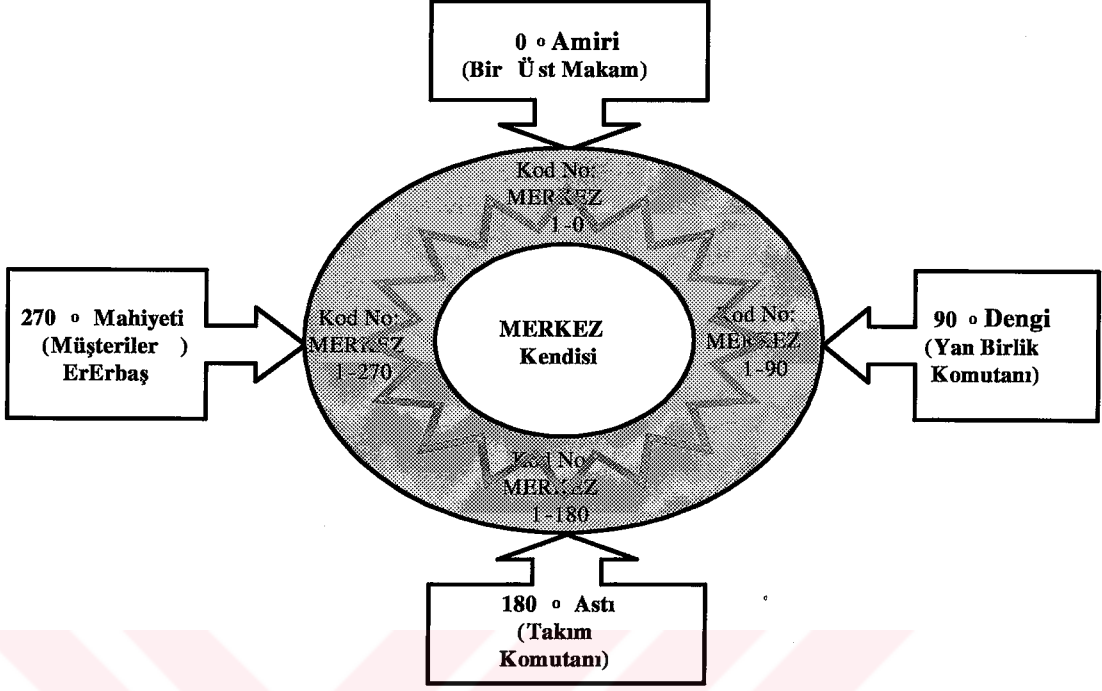 0 ° Amiri
(Bir Üst Makam)
Kod No:
MERKEZ
1-0
270 ° Mahiyeti
(Müşteriler )
ErErbaş
Kod No:
MERKEZ
1-270
MERKEZ
Kendisi
Kod No:
MERKEZ
1-90
90 ° Dengi
(Yan Birlik
Komutanı)
Kod No:
MERKEZ
1-180
180 ° Astı
(Takım
Komutanı)